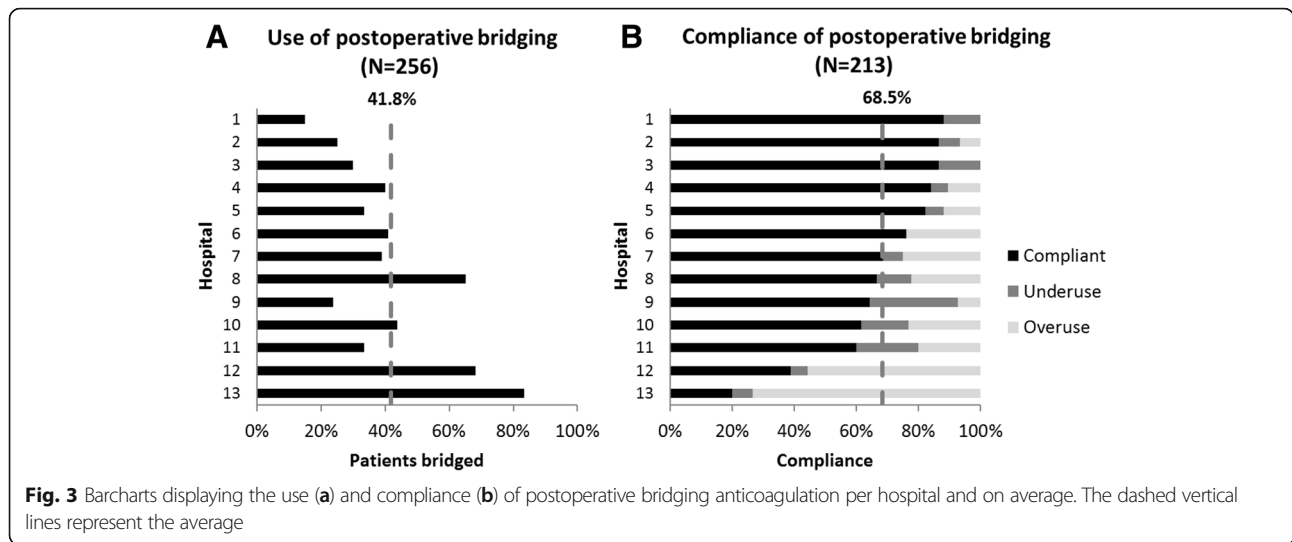 A
Use of postoperative bridging
(N=256)
41.8%
Hospital
1
2
3
4
5
6
7
8
9
10
11
12
13
0% 20% 40% 60% 80% 100%
Patients bridged
B
Compliance of postoperative bridging
(N=213)
68.5%
Hospital
1
2
3
4
5
6
7
8
9
10
11
12
13
0% 20% 40% 60% 80% 100%
Compliance
Compliant
Underuse
Overuse
Fig. 3 Barcharts displaying the use (a) and compliance (b) of postoperative bridging anticoagulation per hospital and on average. The dashed vertical
lines represent the average